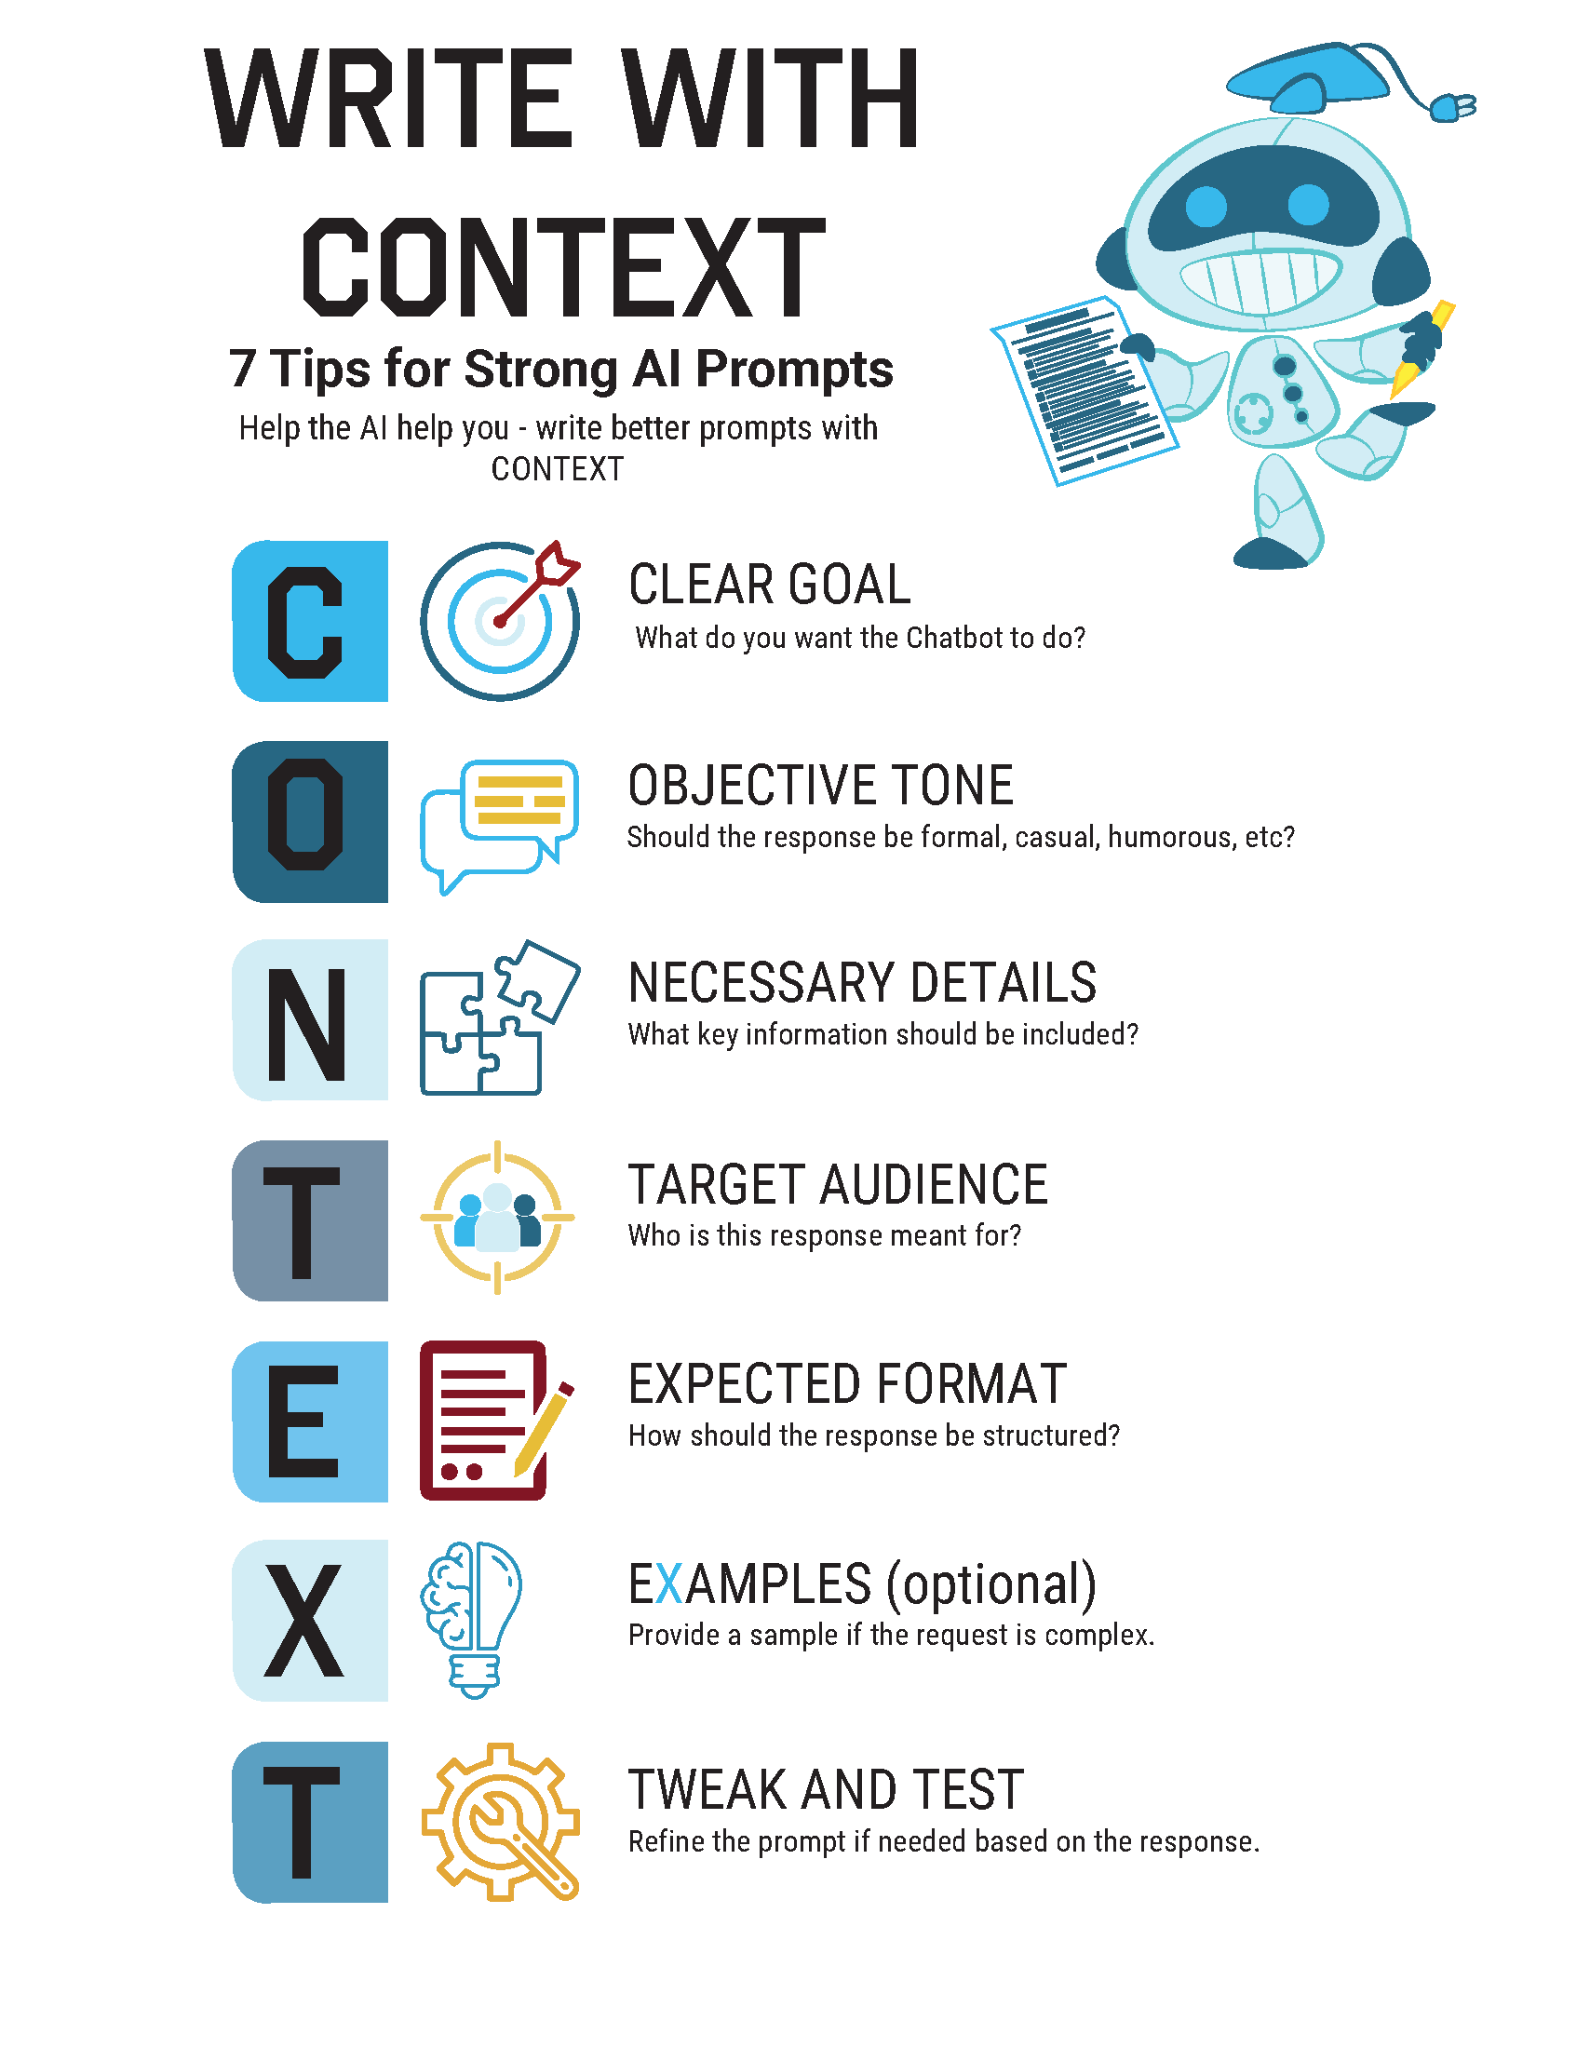 WRITE WITH
CONTEXT
7 Tips for Strong AI Prompts
Help the AI help you - write better prompts with
CONTEXT
C
CLEAR GOAL
What do you want the Chatbot to do?
O
OBJECTIVE TONE
Should the response be formal, casual, humorous, etc?
N
NECESSARY DETAILS
What key information should be included?
T
TARGET AUDIENCE
Who is this response meant for?
E
EXPECTED FORMAT
How should the response be structured?
X
EXAMPLES (optional)
Provide a sample if the request is complex.
T
TWEAK AND TEST
Refine the prompt if needed based on the response.